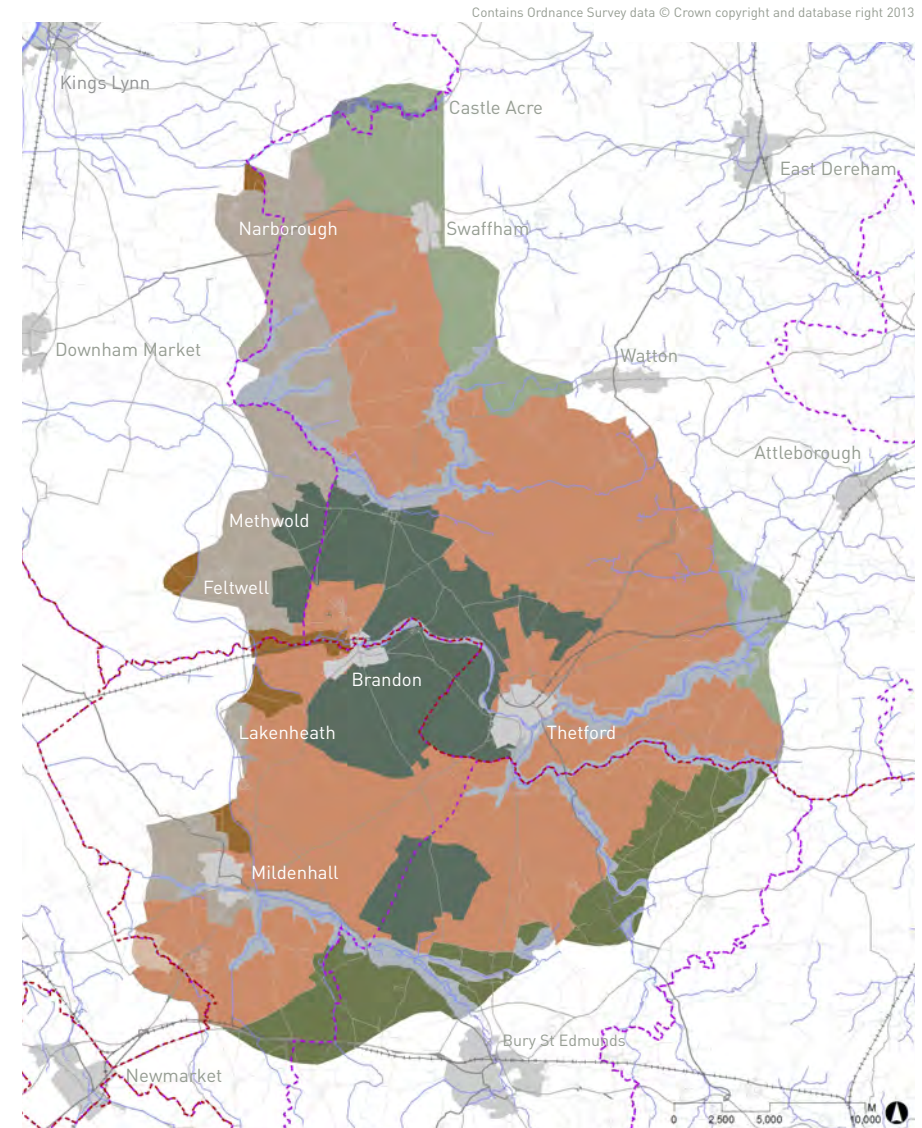 Contains Ordnance Survey data © Crown copyright and database right 2013
Kings Lynn
Castle Acre
East Dereham
Narborough
Swaffham
Downham Market
Watton
Attleborough
Methwold
Feltwell
Brandon
Lakenheath
Thetford
Mildenhall
Bury St Edmunds
Newmarket
M
0 2,500 5,000 10,000